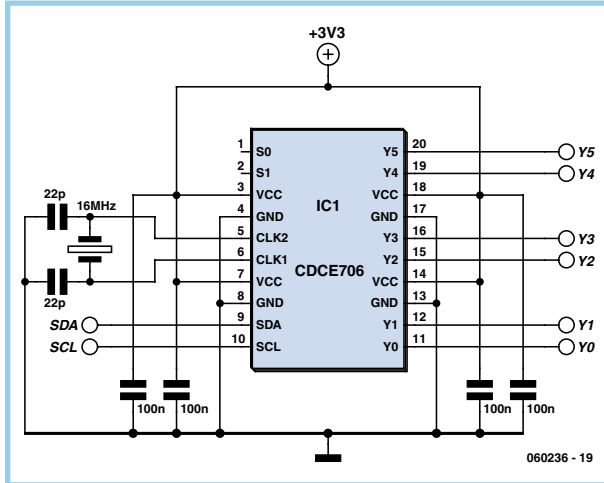 +3V3
1 S0 Y5 20 Y5
2 S1 Y4 19 Y4
22p 16MHz 3 VCC VCC 18
4 GND IC1 GND 17
5 CLK2 Y3 16 Y3
6 CLK1 CDCE706 Y2 15 Y2
22p 7 VCC VCC 14
8 GND GND 13
SDA 9 SDA Y1 12 Y1
SCL 10 SCL Y0 11 Y0
100n 100n 100n 100n
060236 - 19